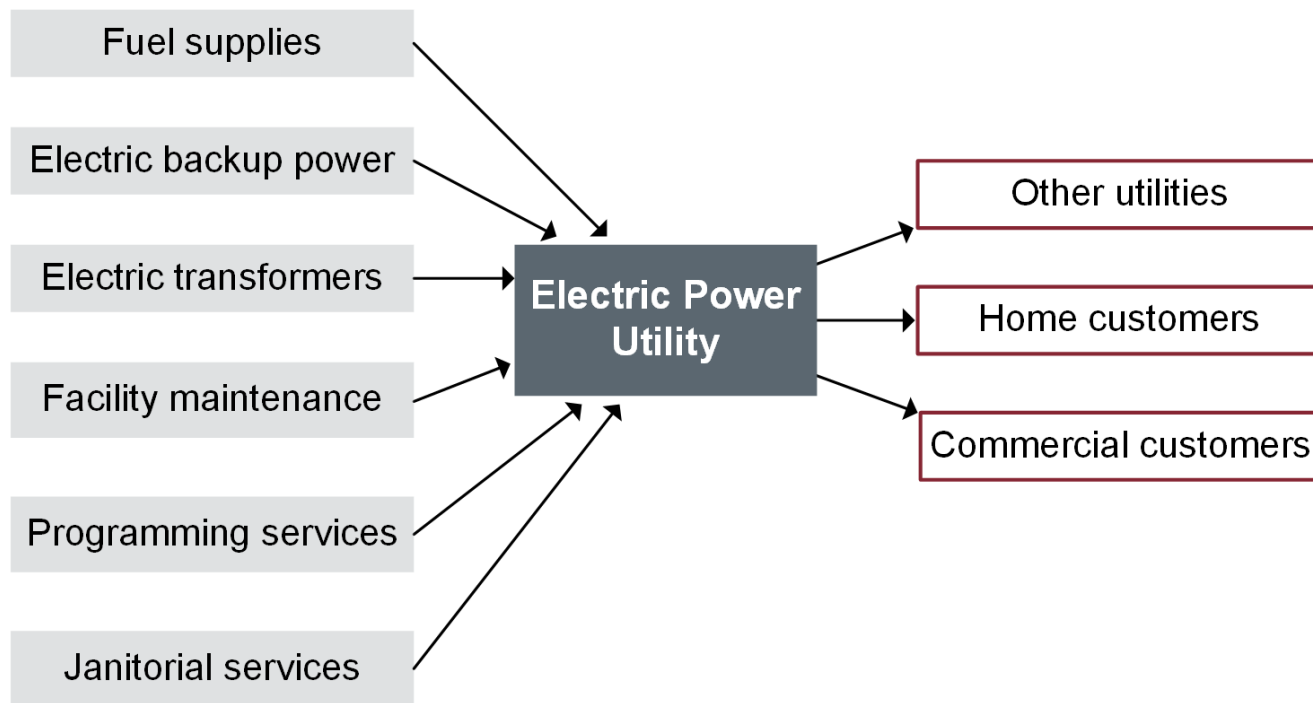 Fuel supplies
Electric backup power
Electric transformers
Facility maintenance
Programming services
Janitorial services
Electric Power
Utility
Other utilities
Home customers
Commercial customers